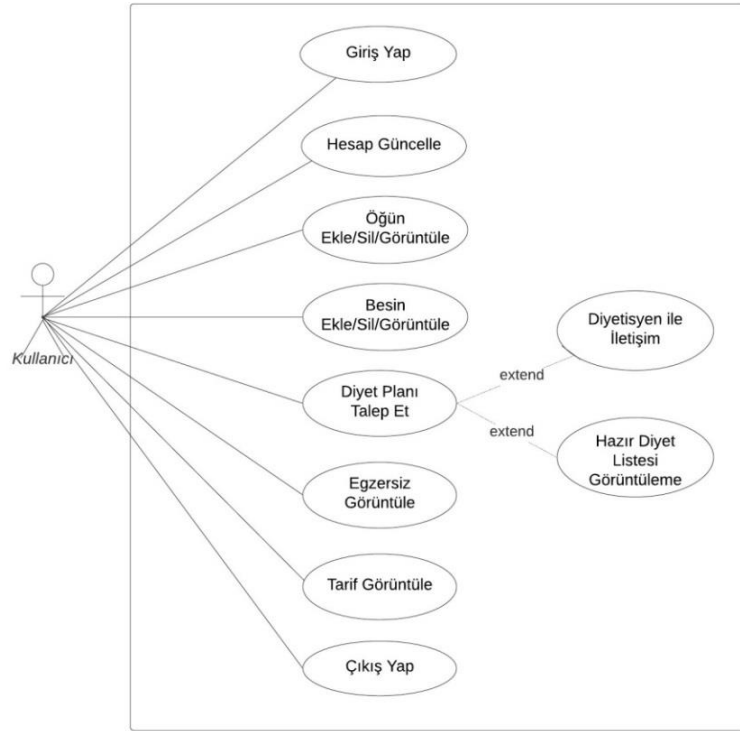 Giriş Yap
Hesap Güncelle
Öğün
Ekle/Sil/Görüntüle
Besin
Ekle/Sil/Görüntüle
Kullanıcı
Diyet Planı
Talep Et
extend
Diyetisyen ile
İletişim
extend
Hazır Diyet
Listesi
Görüntüleme
Egzersiz
Görüntüle
Tarif Görüntüle
Çıkış Yap